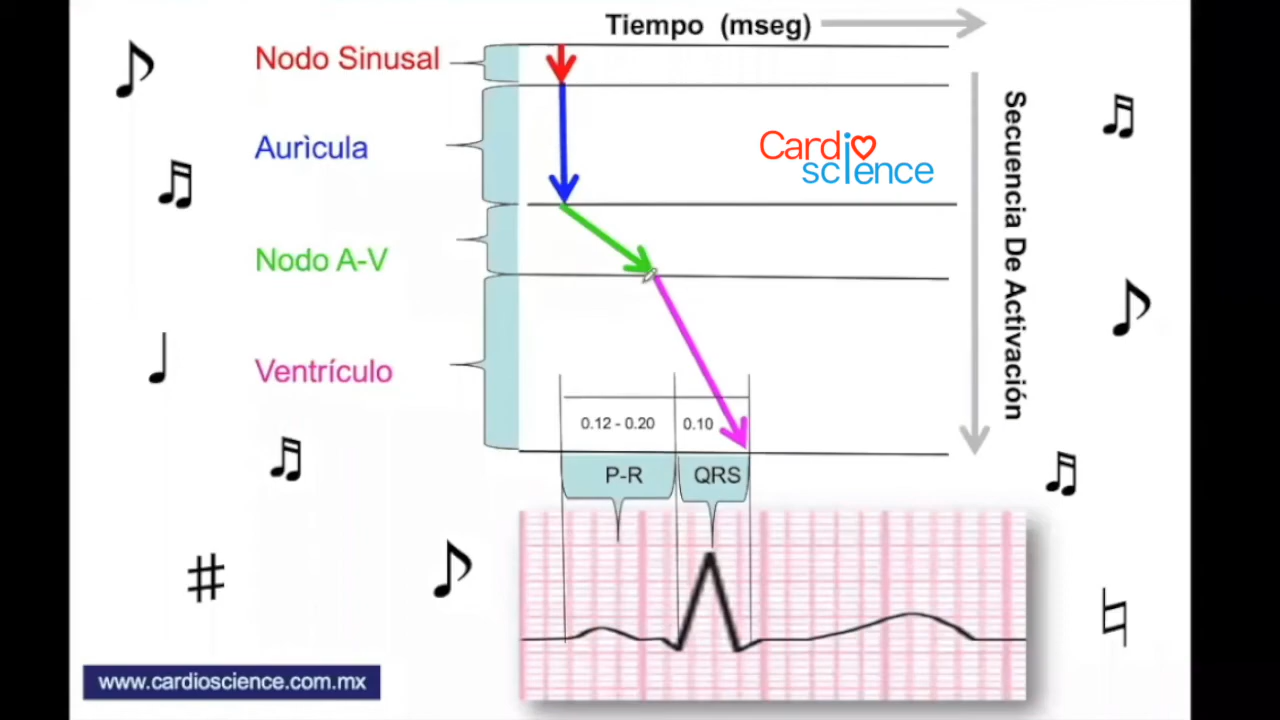 Tiempo (mseg)
Nodo Sinusal
Aurìcula
Cardio
science
Nodo A-V
Ventrículo
Secuencia De Activación
0.12 - 0.20
0.10
P-R
QRS
www.cardioscience.com.mx